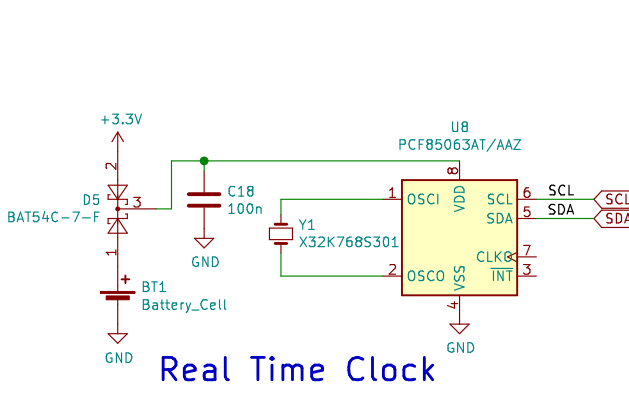 +3.3V
U8
PCF85063AT/AAZ
2
8
D5
3
BAT54C-7-F
C18
100n
1
OSCI
VDD
SCL
6
SCL
SCL
SDA
5
SDA
SDA
Y1
X32K768S301
GND
1
CLKO
7
2
OSCO
VSS
INT
3
+
BT1
Battery_Cell
4
GND
GND
Real Time Clock